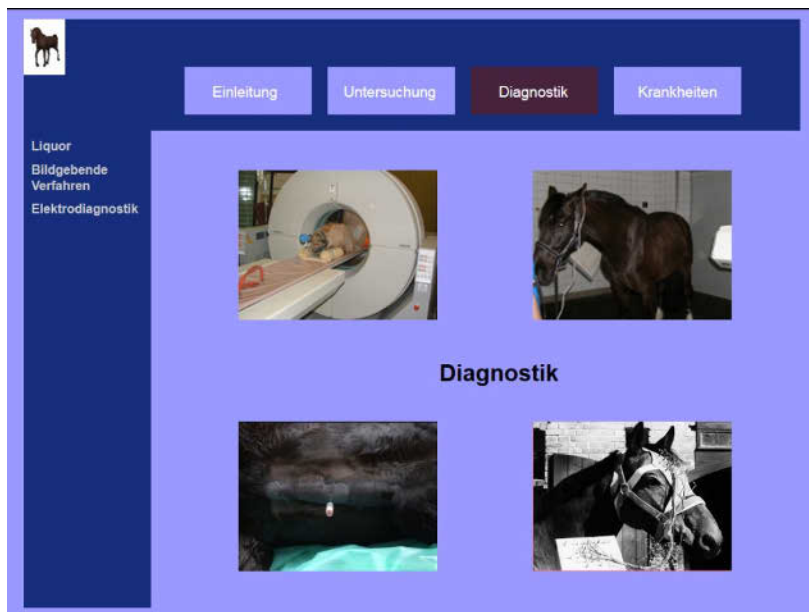 Einleitung
Untersuchung
Diagnostik
Krankheiten
Liquor
Bildgebende
Verfahren
Elektrodiagnostik
Diagnostik